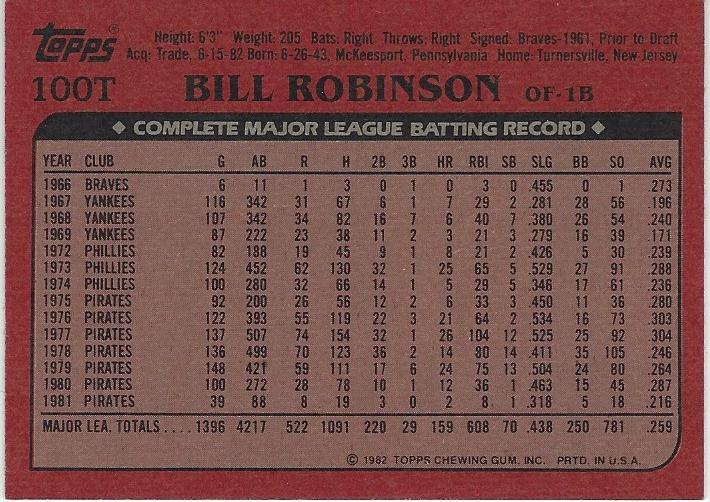 Topps® Height: 6'3" Weight: 205 Bats: Right Throws: Right Signed: Braves-1961, Prior to Draft
Acq: Trade, 6-15-82 Born: 6-26-43, McKeesport, Pennsylvania Home: Turnersville, New Jersey
100T BILL ROBINSON OF-1B
◆ COMPLETE MAJOR LEAGUE BATTING RECORD ◆
YEAR CLUB G AB R H 2B 3B HR RBI SB SLG BB SO AVG
1966 BRAVES 6 11 1 3 0 1 0 3 0 .455 0 1 .273
1967 YANKEES 116 342 31 67 6 1 7 29 2 .281 28 56 .196
1968 YANKEES 107 342 34 82 16 7 6 40 7 .380 26 54 .240
1969 YANKEES 87 222 23 38 11 2 3 21 3 .279 16 39 .171
1972 PHILLIES 82 188 19 45 9 1 8 21 2 .426 5 30 .239
1973 PHILLIES 124 452 62 130 32 1 25 65 5 .529 27 91 .288
1974 PHILLIES 100 280 32 66 14 1 5 29 5 .346 17 61 .236
1975 PIRATES 92 200 26 56 12 2 6 33 3 .450 11 36 .280
1976 PIRATES 122 393 55 119 22 3 21 64 2 .534 16 73 .303
1977 PIRATES 137 507 74 154 32 1 26 104 12 .525 25 92 .304
1978 PIRATES 136 499 70 123 36 2 14 80 14 .411 35 105 .246
1979 PIRATES 148 421 59 111 17 6 24 75 13 .504 24 80 .264
1980 PIRATES 100 272 28 78 10 1 12 36 1 .463 15 45 .287
1981 PIRATES 39 88 8 19 3 0 2 8 1 .318 5 18 .216
MAJOR LEA. TOTALS .... 1396 4217 522 1091 220 29 159 608 70 .438 250 781 .259
© 1982 TOPPS CHEWING GUM, INC. PRTD. IN U.S.A.